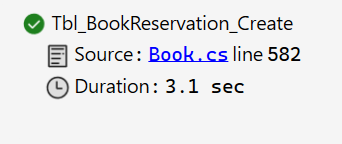 Tbl_BookReservation_Create
Source: Book.cs line 582
Duration: 3.1 sec